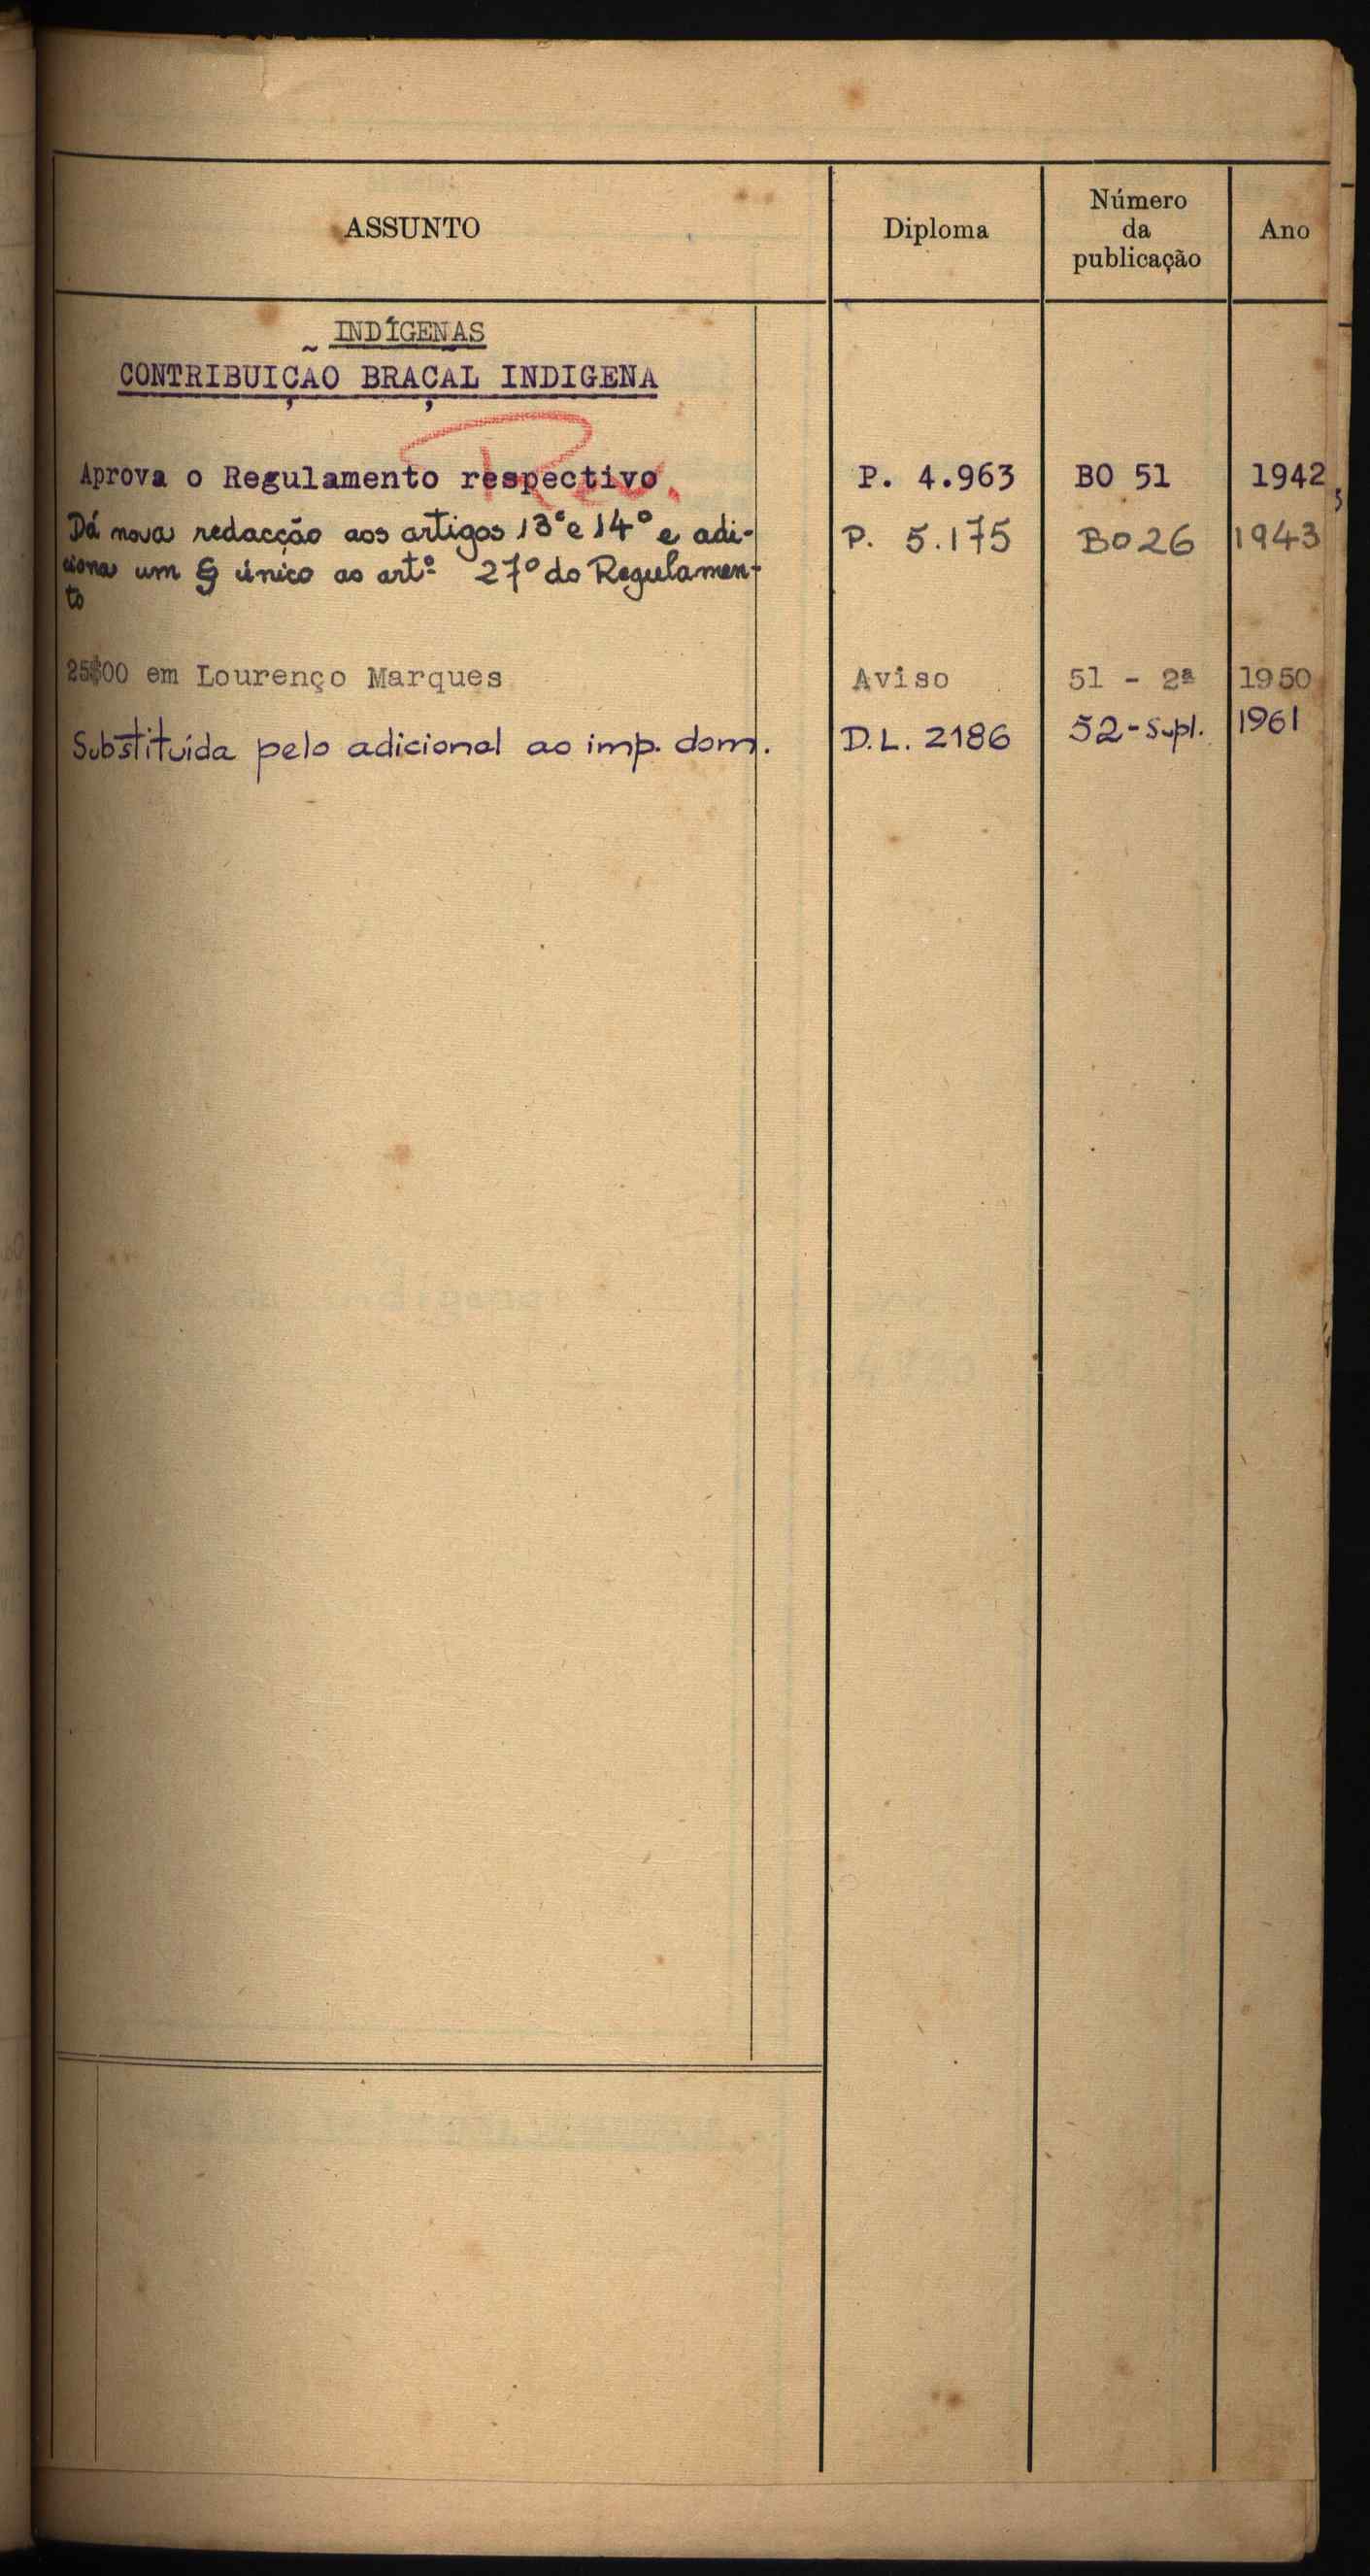 ASSUNTO Diploma Número da publicação Ano
INDÍGENAS
CONTRIBUIÇÃO BRAÇAL INDIGENA
Aprova o Regulamento respectivo. P. 4.963 BO 51 1942
Dá nova redacção aos artigos 13º e 14º e adi- P. 5.175 BO 26 1943
ciona um § único ao artº 27º do Regulamen-
to
25$00 em Lourenço Marques Aviso 51 - 2ª 1950
Substituída pelo adicional ao imp. dom. D.L. 2186 52-Supl. 1961